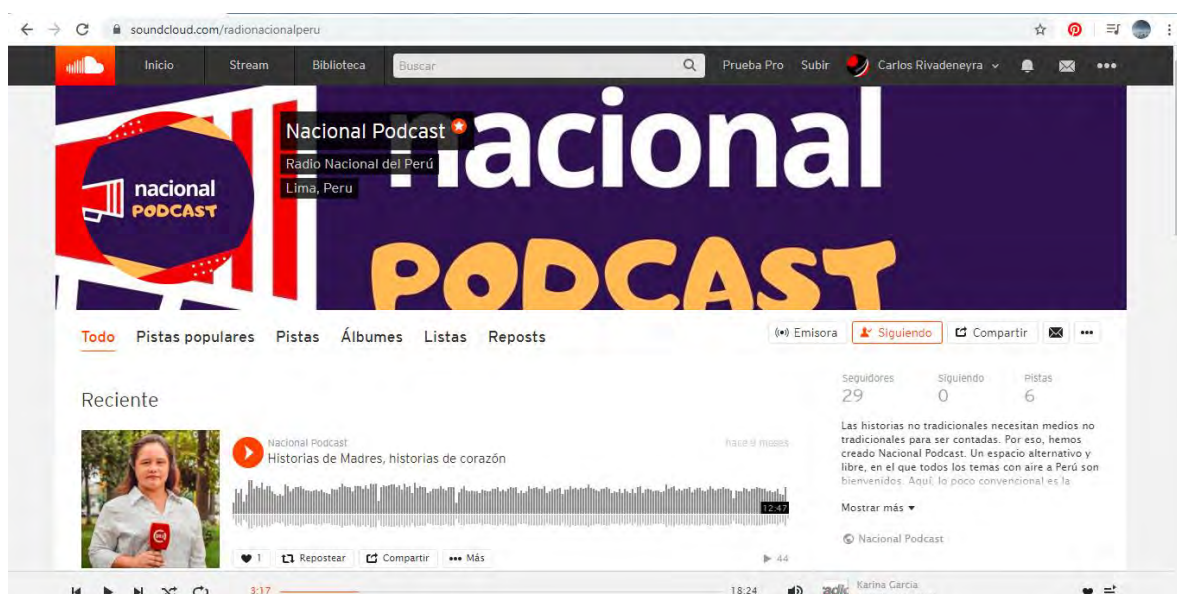 soundcloud.com/radionacionalperu
Inicio Stream Biblioteca Buscar Prueba Pro Subir Carlos Rivadeneyra
nacional
PODCAST
Nacional Podcast
Radio Nacional del Perú
Lima, Peru
nacional
PODCAST
Todo Pistas populares Pistas Álbumes Listas Reposts
Emisora Siguiendo Compartir
Seguidores Siguiendo Pistas
29 0 6
Reciente
Nacional Podcast hace 9 meses
Historias de Madres, historias de corazón
12:47
1 Repostear Compartir Más
44
Las historias no tradicionales necesitan medios no
tradicionales para ser contadas. Por eso, hemos
creado Nacional Podcast. Un espacio alternativo y
libre, en el que todos los temas con aire a Perú son
bienvenidos. Aquí, lo poco convencional es la
Mostrar más
Nacional Podcast
3:17 18:24 Karina Garcia